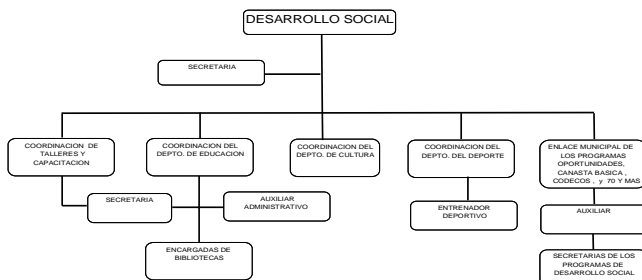 DESARROLLO SOCIAL
SECRETARIA
COORDINACION DE
TALLERES Y
CAPACITACION
COORDINACION DEL
DEPTO. DE EDUCACION
COORDINACION DEL
DEPTO. DE CULTURA
COORDINACION DEL
DEPTO. DEL DEPORTE
ENLACE MUNICIPAL DE
LOS PROGRAMAS
OPORTUNIDADES,
CANASTA BASICA ,
CODECOS , y 70 Y MAS
SECRETARIA
AUXILIAR
ADMINISTRATIVO
ENTRENADOR
DEPORTIVO
AUXILIAR
ENCARGADAS DE
BIBLIOTECAS
SECRETARIAS DE LOS
PROGRAMAS DE
DESARROLLO SOCIAL